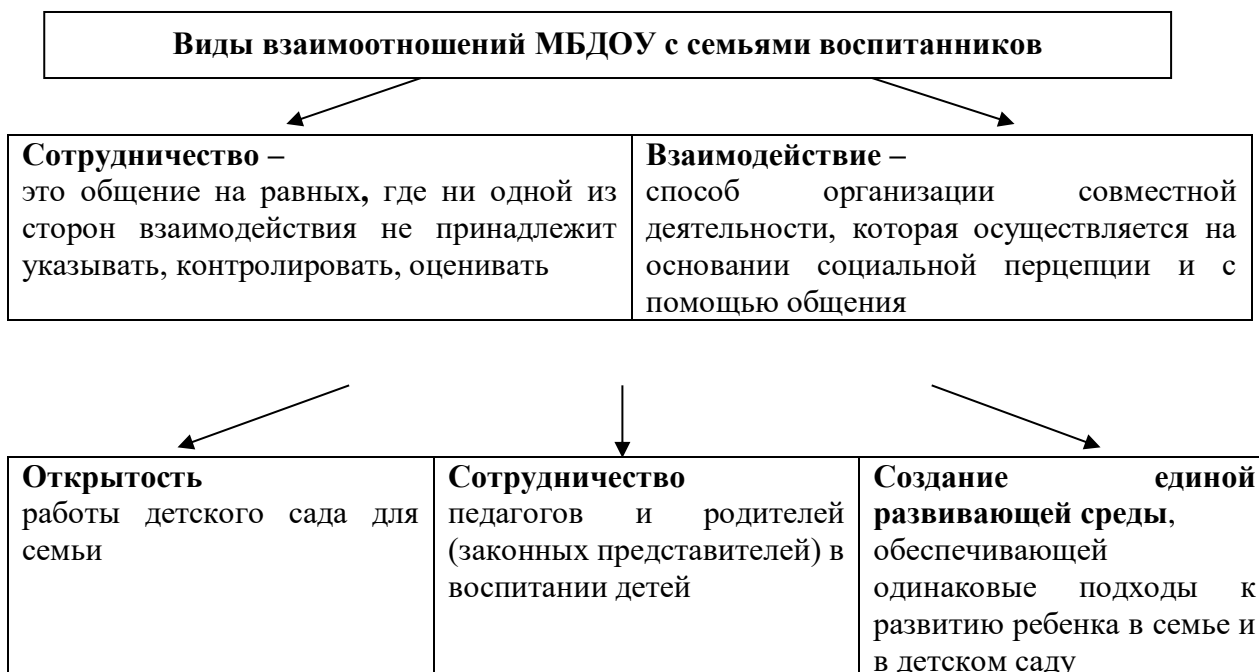 Виды взаимоотношений МБДОУ с семьями воспитанников
Сотрудничество –
это общение на равных, где ни одной из
сторон взаимодействия не принадлежит
указывать, контролировать, оценивать
Взаимодействие –
способ организации совместной
деятельности, которая осуществляется на
основании социальной перцепции и с
помощью общения
Открытость
работы детского сада для
семьи
Сотрудничество
педагогов и родителей
(законных представителей) в
воспитании детей
Создание единой
развивающей среды,
обеспечивающей
одинаковые подходы к
развитию ребенка в семье и
в детском саду